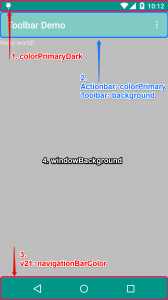 10:12
Toolbar Demo
Hello world!
1. colorPrimaryDark
2.
Actionbar: colorPrimary
Toolbar: background
4. windowBackground
3.
v21: navigationBarColor